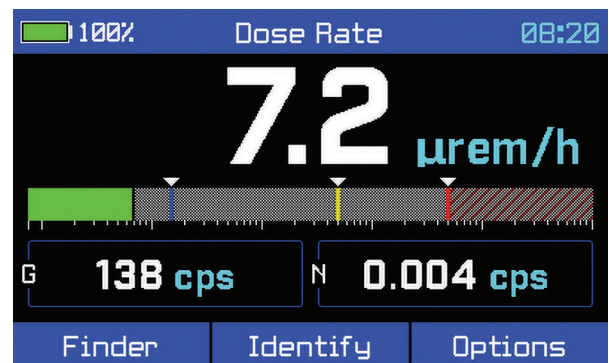 100% Dose Rate 08:20
7.2 µrem/h
G 138 cps N 0.004 cps
Finder Identify Options